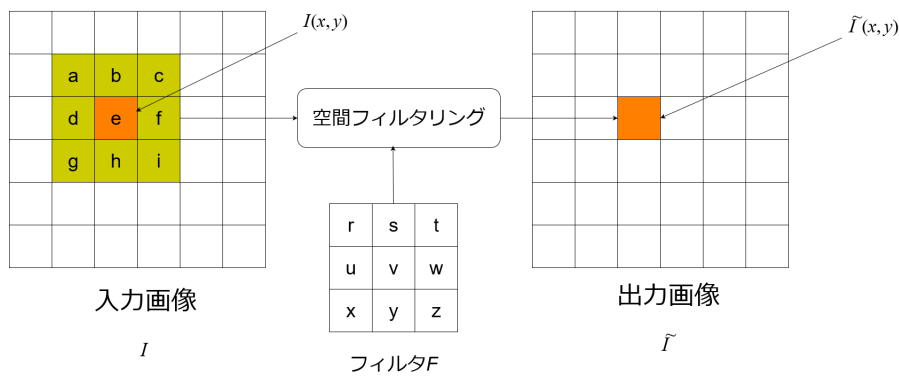 I(x,y)
Ĩ(x,y)
a b c
d e f
g h i
空間フィルタリング
r s t
u v w
x y z
入力画像
出力画像
I
Ĩ
フィルタF